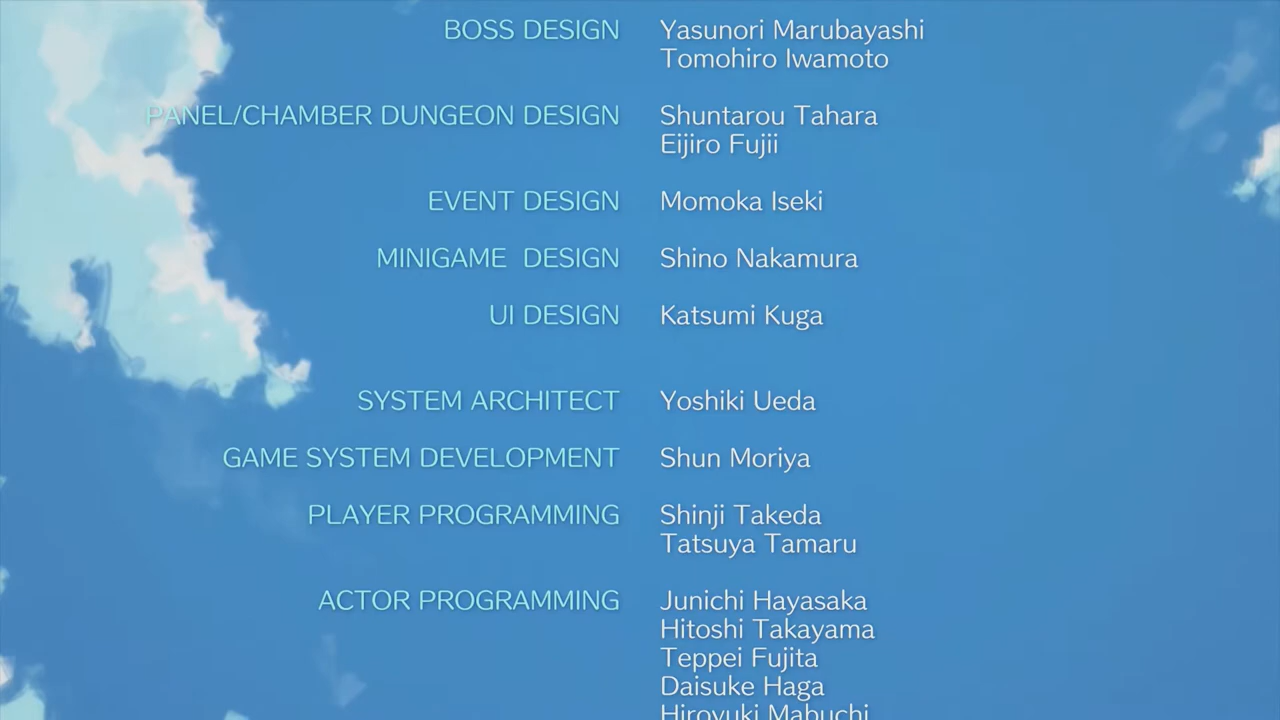 BOSS DESIGN Yasunori Marubayashi
Tomohiro Iwamoto
PANEL/CHAMBER DUNGEON DESIGN Shuntarou Tahara
Eijiro Fujii
EVENT DESIGN Momoka Iseki
MINIGAME DESIGN Shino Nakamura
UI DESIGN Katsumi Kuga
SYSTEM ARCHITECT Yoshiki Ueda
GAME SYSTEM DEVELOPMENT Shun Moriya
PLAYER PROGRAMMING Shinji Takeda
Tatsuya Tamaru
ACTOR PROGRAMMING Junichi Hayasaka
Hitoshi Takayama
Teppei Fujita
Daisuke Haga
Hiroyuki Mabuchi